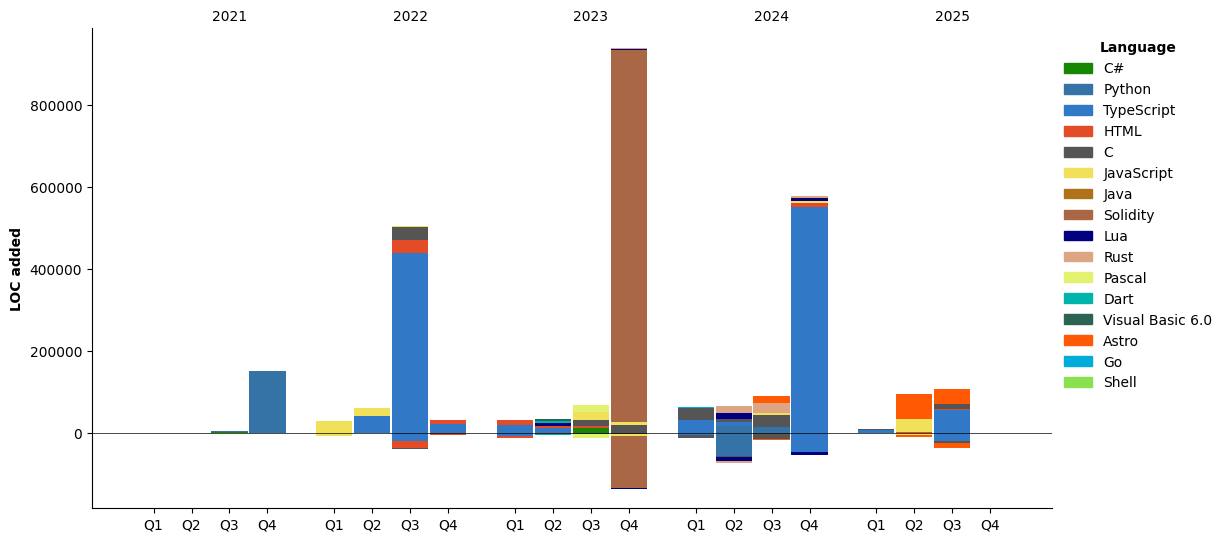 2021 2022 2023 2024 2025
LOC added
800000
600000
400000
200000
0
Q1 Q2 Q3 Q4 Q1 Q2 Q3 Q4 Q1 Q2 Q3 Q4 Q1 Q2 Q3 Q4 Q1 Q2 Q3 Q4
Language
C#
Python
TypeScript
HTML
C
JavaScript
Java
Solidity
Lua
Rust
Pascal
Dart
Visual Basic 6.0
Astro
Go
Shell